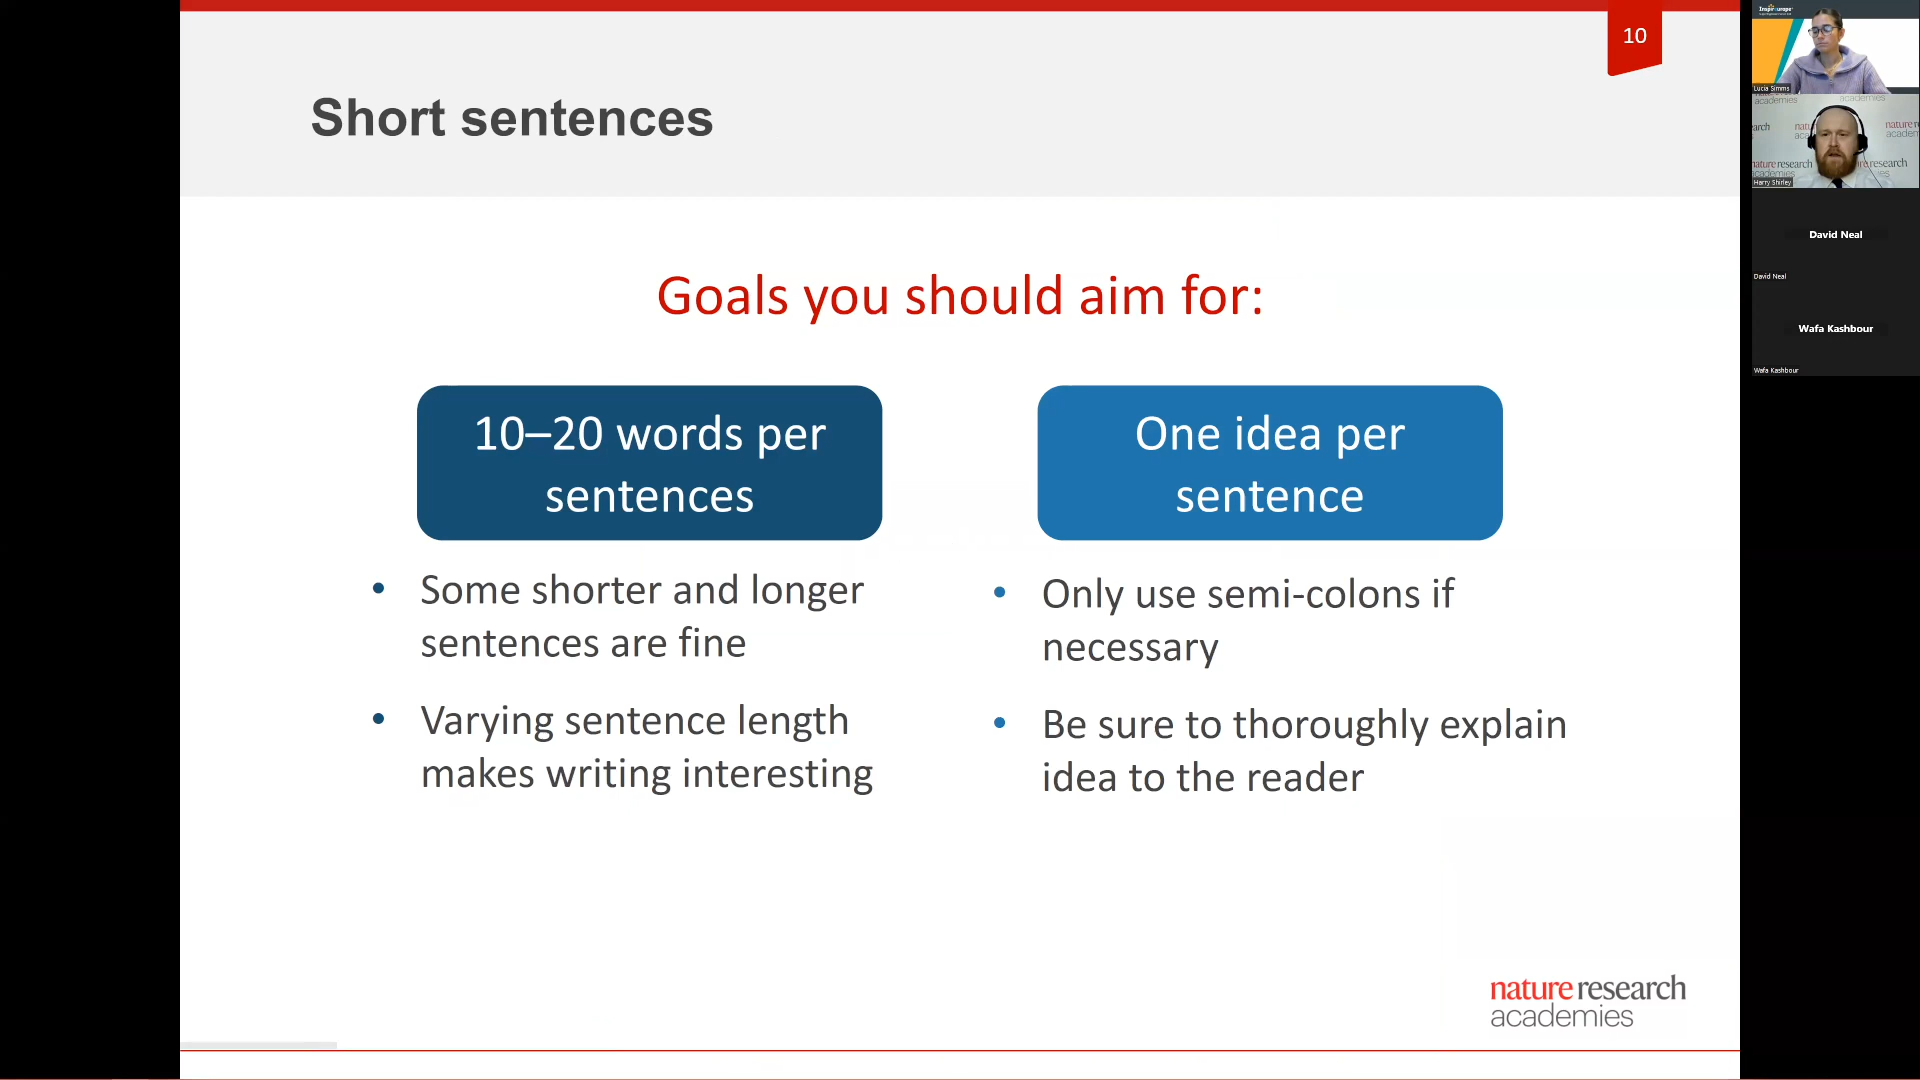 10
Short sentences
Goals you should aim for:
10–20 words per
sentences
• Some shorter and longer
sentences are fine
• Varying sentence length
makes writing interesting
One idea per
sentence
• Only use semi-colons if
necessary
• Be sure to thoroughly explain
idea to the reader
nature research
academies
Lucia Simms
Harry Shirley
David Neal
David Neal
Wafa Kashbour
Wafa Kashbour